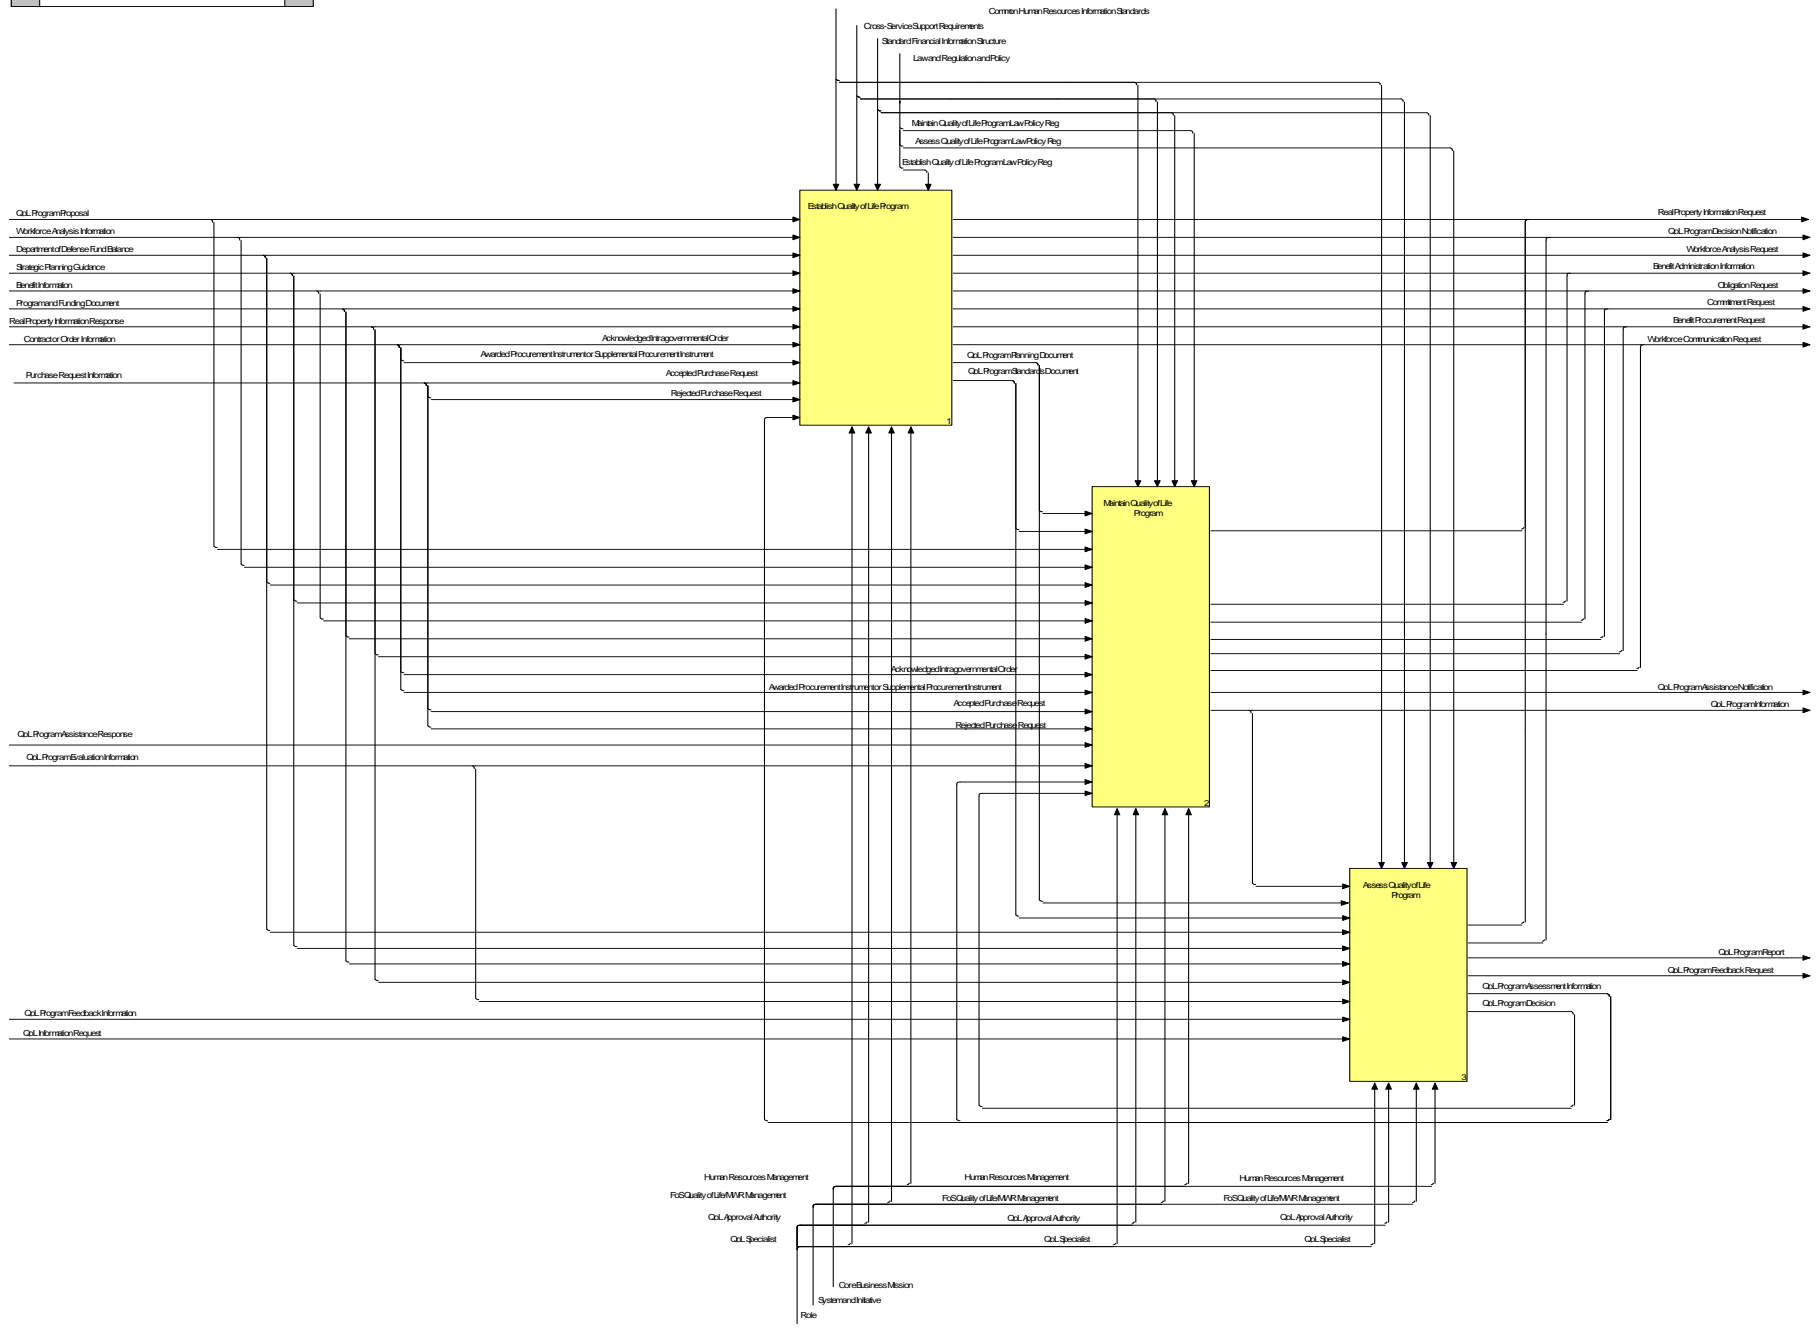 Common Human Resources Information Standards
Cross-Service Support Requirements
Standard Financial Information Structure
Law and Regulation and Policy
Maintain Quality of Life Program Law Policy Reg
Assess Quality of Life Program Law Policy Reg
Establish Quality of Life Program Law Policy Reg
Establish Quality of Life Program
1
QoL Program Proposal
Workforce Analysis Information
Department of Defense Fund Balance
Strategic Planning Guidance
Benefit Information
Program and Funding Document
Real Property Information Response
Contract or Order Information
Purchase Request Information
Acknowledged Intragovernmental Order
Awarded Procurement Instrument or Supplemental Procurement Instrument
Accepted Purchase Request
Rejected Purchase Request
QoL Program Planning Document
QoL Program Standards Document
Real Property Information Request
QoL Program Decision Notification
Workforce Analysis Request
Benefit Administration Information
Obligation Request
Commitment Request
Benefit Procurement Request
Workforce Communication Request
Maintain Quality of Life
Program
2
Acknowledged Intragovernmental Order
Awarded Procurement Instrument or Supplemental Procurement Instrument
Accepted Purchase Request
Rejected Purchase Request
QoL Program Assistance Response
QoL Program Evaluation Information
QoL Program Assistance Notification
QoL Program Information
Assess Quality of Life
Program
3
QoL Program Report
QoL Program Feedback Request
QoL Program Assessment Information
QoL Program Decision
QoL Program Feedback Information
QoL Information Request
Human Resources Management
Human Resources Management
Human Resources Management
FoS Quality of Life/MWR Management
FoS Quality of Life/MWR Management
FoS Quality of Life/MWR Management
QoL Approval Authority
QoL Approval Authority
QoL Approval Authority
QoL Specialist
QoL Specialist
QoL Specialist
Core Business Mission
System and Initiative
Role